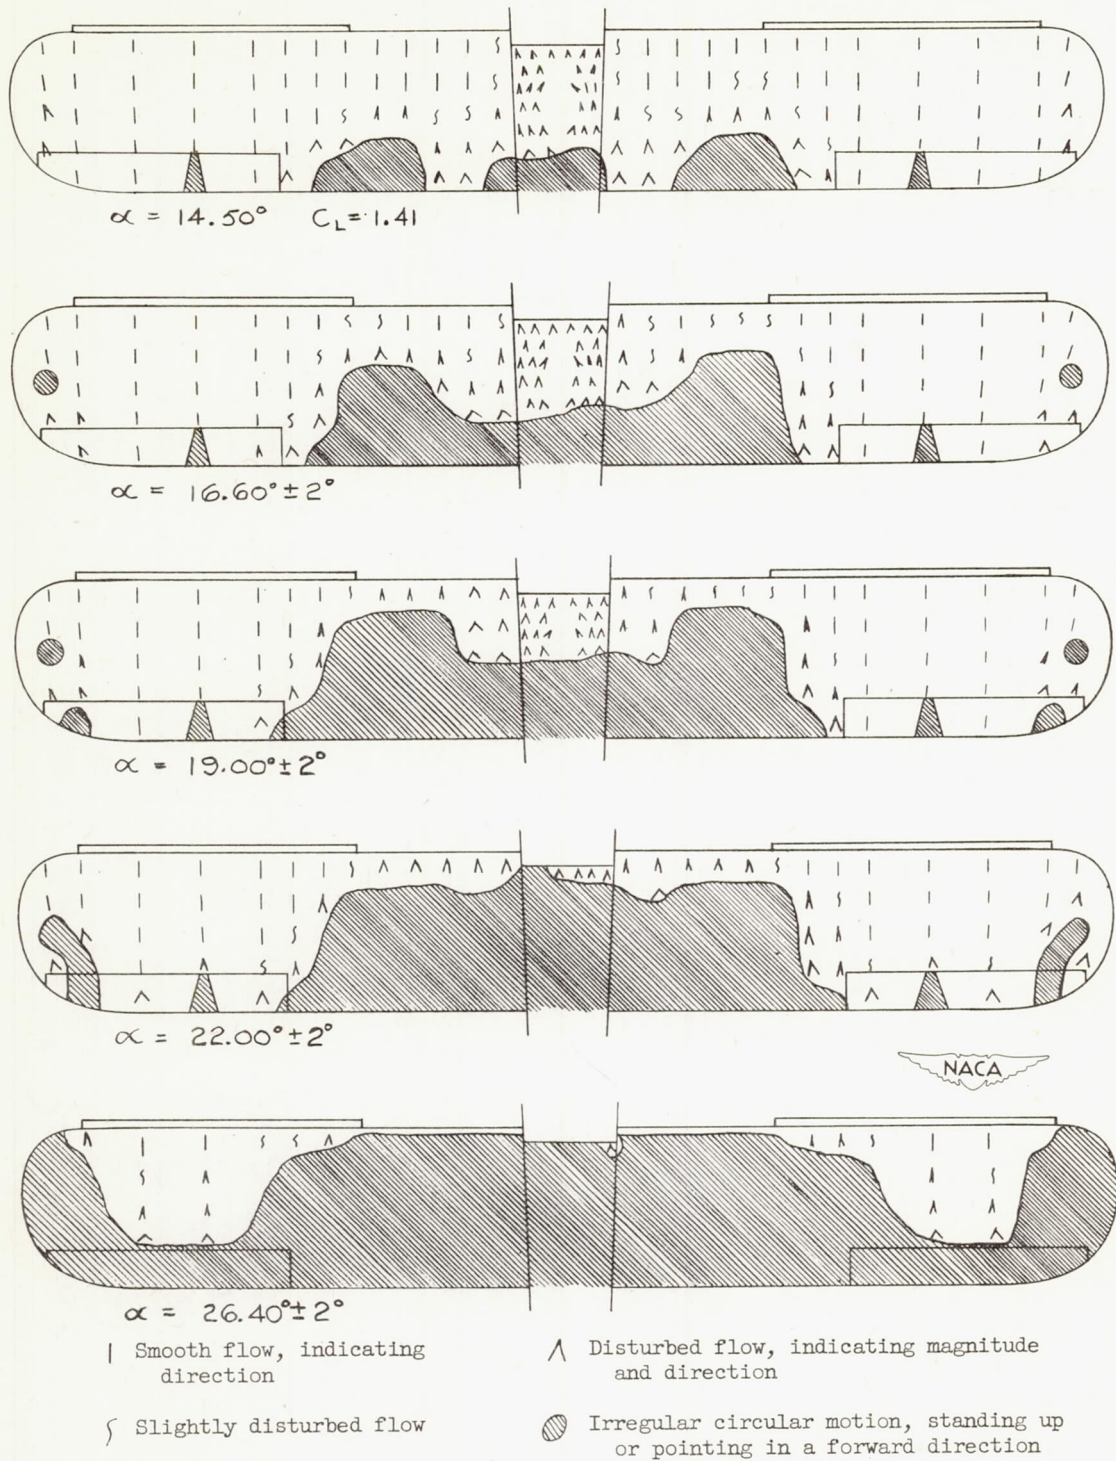 α = 14.50° C_L = 1.41
α = 16.60° ± 2°
α = 19.00° ± 2°
α = 22.00° ± 2°
NACA
α = 26.40° ± 2°
| Smooth flow, indicating
direction
Λ Disturbed flow, indicating magnitude
and direction
∫ Slightly disturbed flow
Irregular circular motion, standing up
or pointing in a forward direction